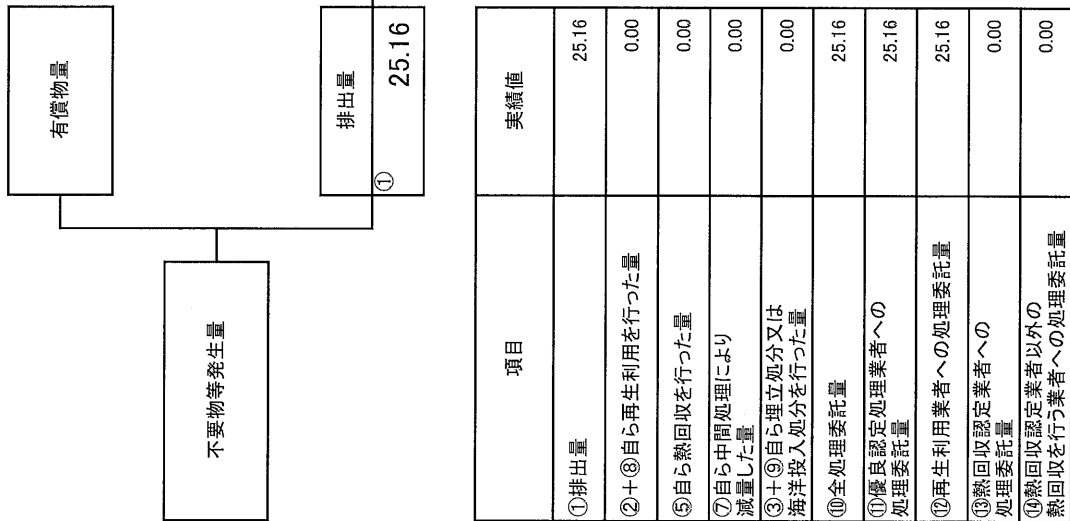 有償物量
不要物等発生量
排出量
①
25.16
項目
実績値
①排出量
25.16
②＋⑧自ら再生利用を行った量
0.00
⑤自ら熱回収を行った量
0.00
⑦自ら中間処理により
減量した量
0.00
③＋⑨自ら埋立処分又は
海洋投入処分を行った量
0.00
⑩全処理委託量
25.16
⑪優良認定処理業者への
処理委託量
25.16
⑫再生利用業者への処理委託量
25.16
⑬熱回収認定業者への
処理委託量
0.00
⑭熱回収認定業者以外の
熱回収を行う業者への処理委託量
0.00